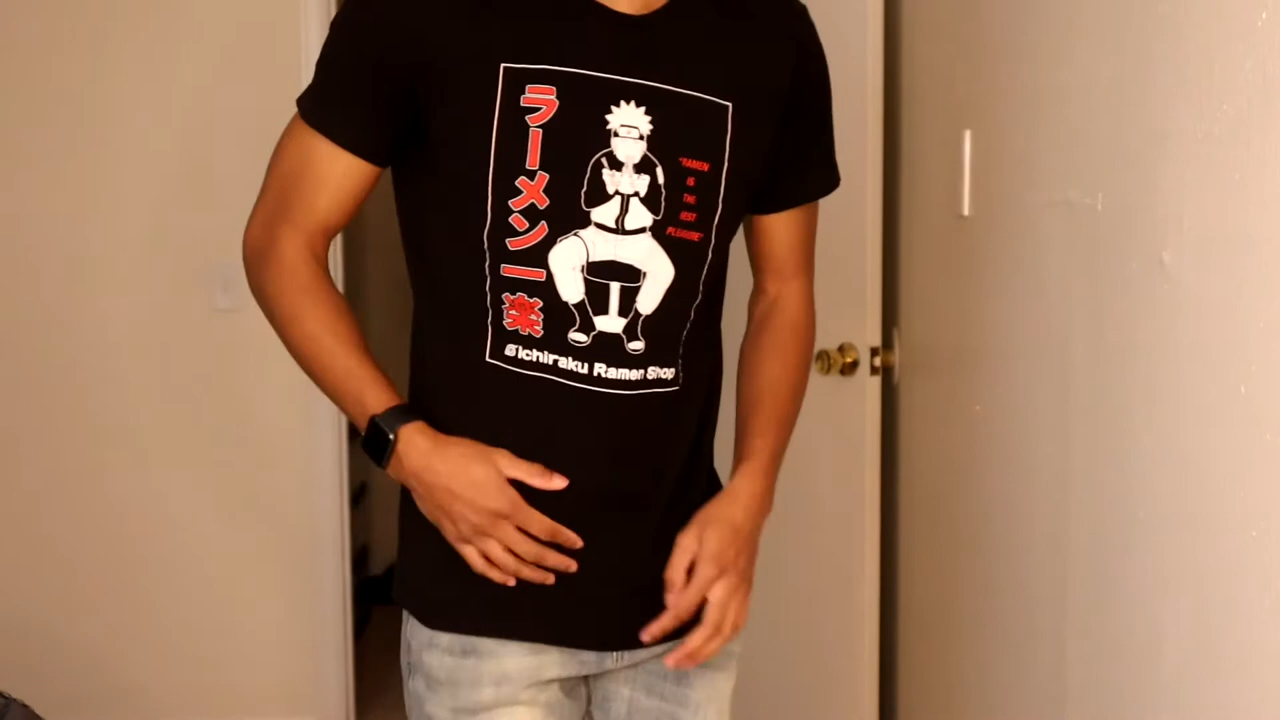 ラーメン一楽
"RAMEN
IS
THE
BEST
PLEASURE"
Ichiraku Ramen Shop